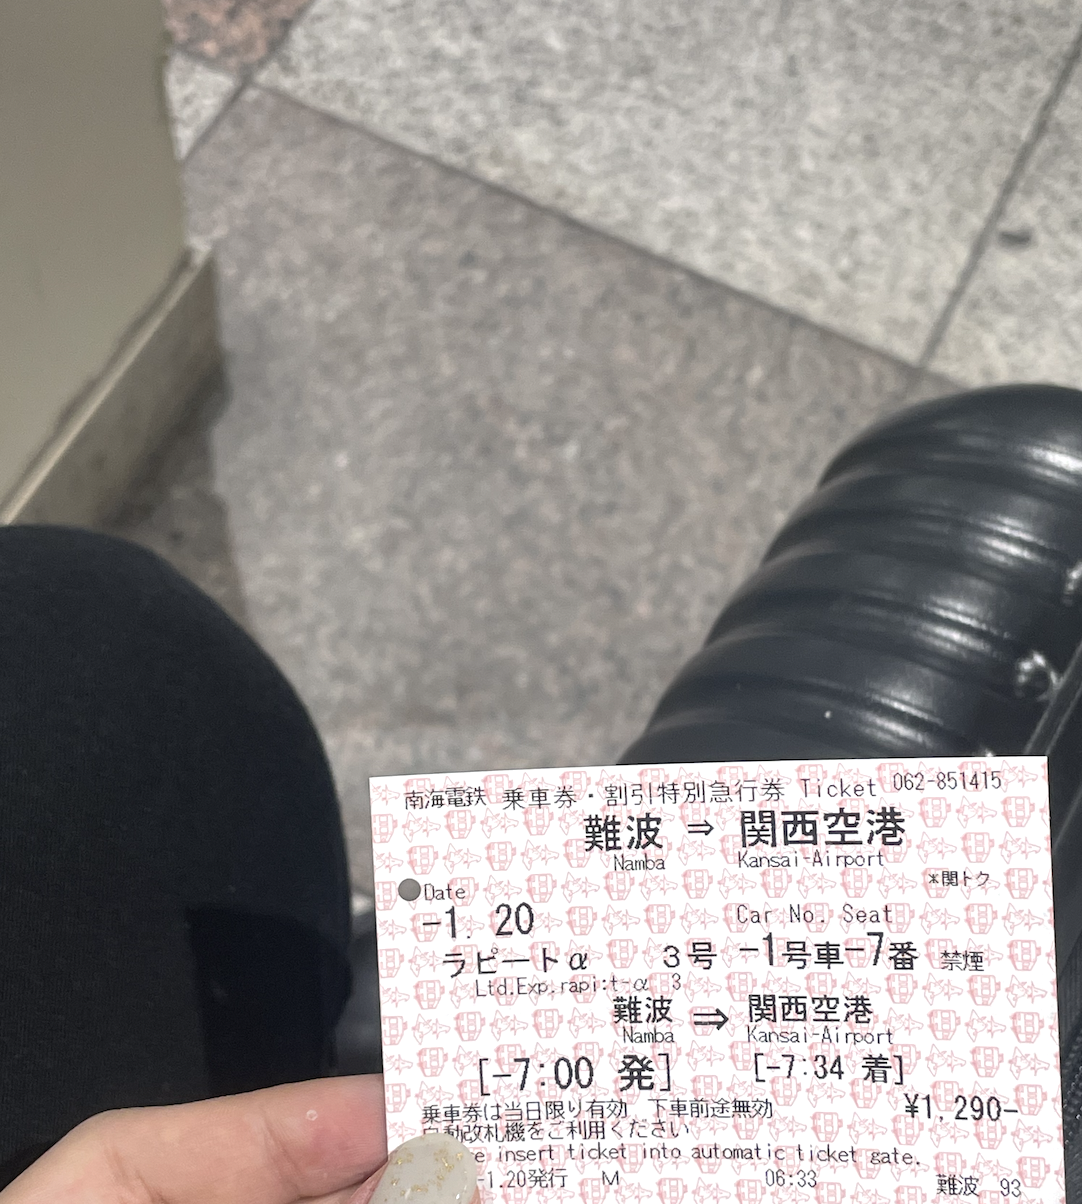 南海電鉄 乗車券・割引特別急行券 Ticket 062-851415
難波 ⇒ 関西空港
Namba Kansai-Airport
*関トク
●Date
-1. 20 Car No. Seat
ラピートα 3号 -1号車-7番 禁煙
Ltd.Exp.rapi:t-α 3
難波 ⇒ 関西空港
Namba Kansai-Airport
[-7:00 発] [-7:34 着]
乗車券は当日限り有効 下車前途無効 ¥1,290-
自動改札機をご利用ください
insert ticket into automatic ticket gate.
-1.20発行 M 06:33 難波 93